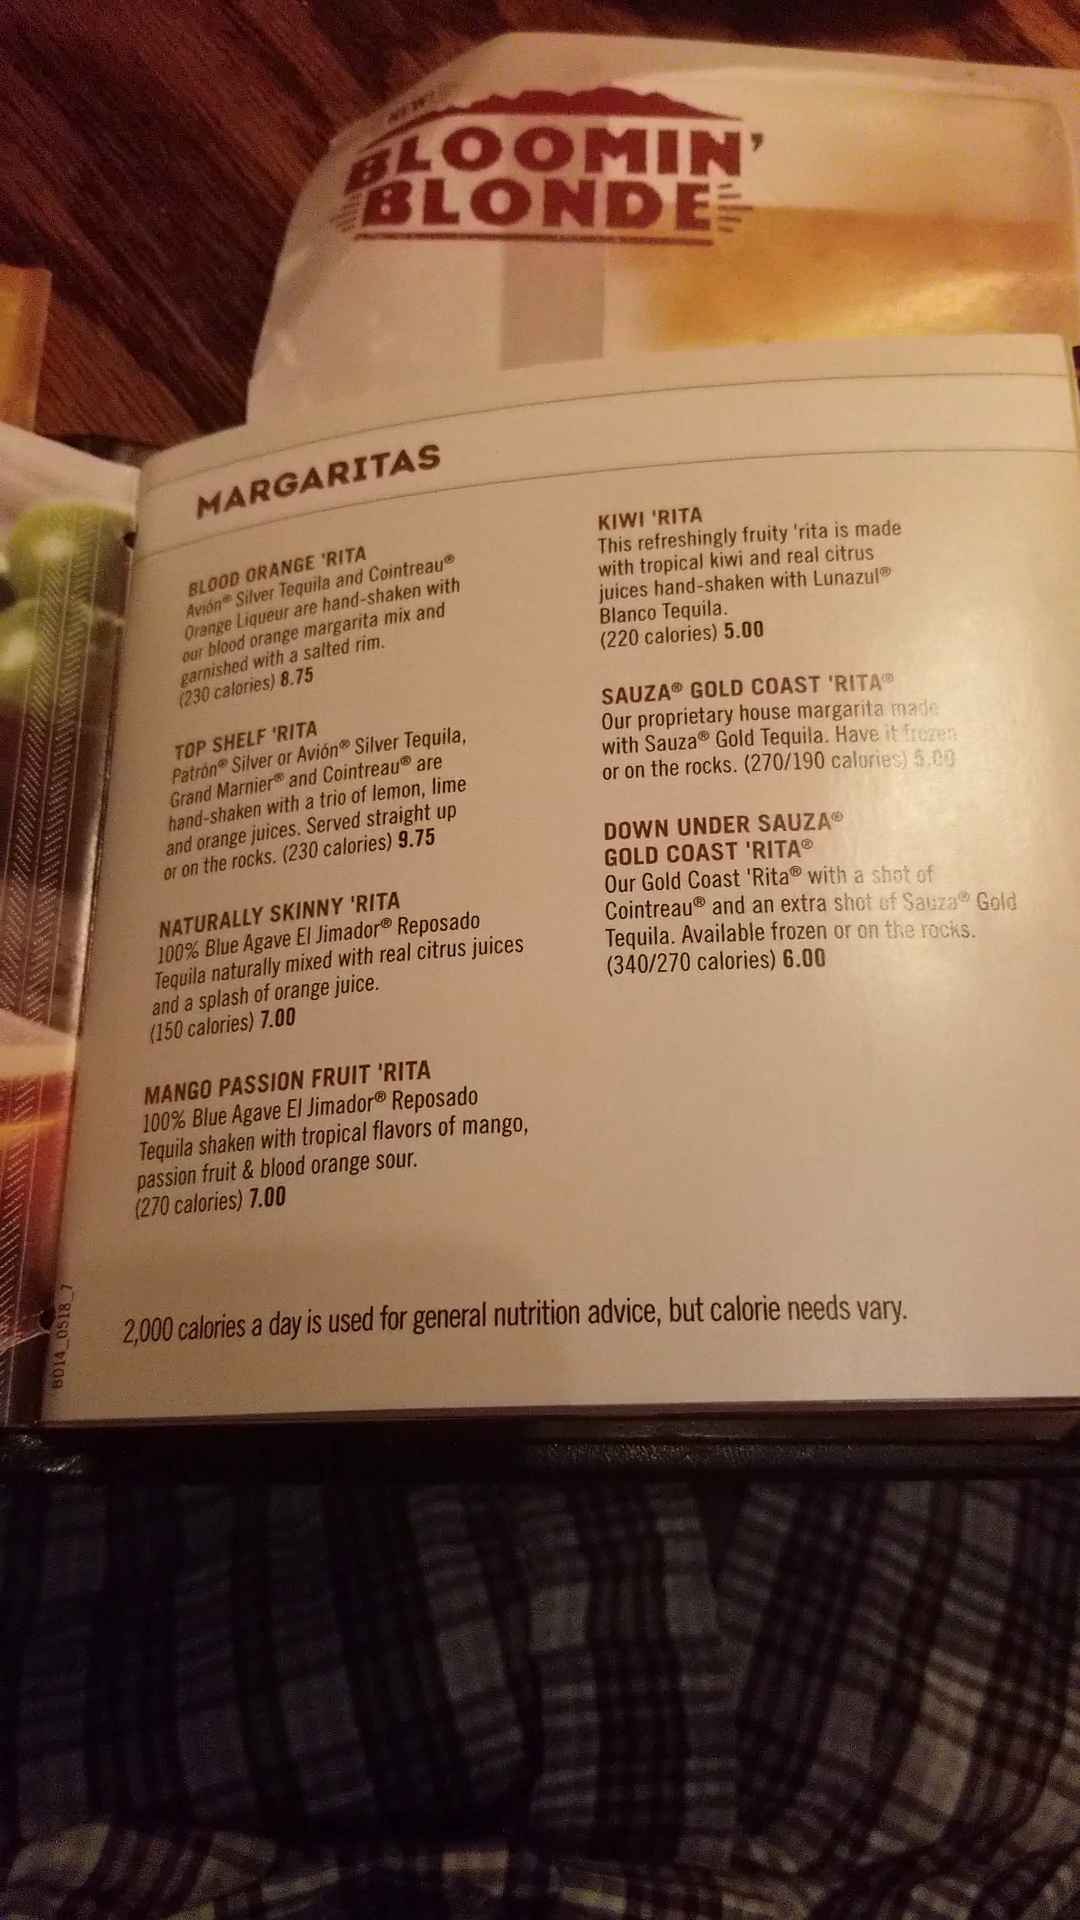 NEW!
BLOOMIN'
BLONDE
MARGARITAS
BLOOD ORANGE 'RITA
Avión® Silver Tequila and Cointreau®
Orange Liqueur are hand-shaken with
our blood orange margarita mix and
garnished with a salted rim.
(230 calories) 8.75
TOP SHELF 'RITA
Patrón® Silver or Avión® Silver Tequila,
Grand Marnier® and Cointreau® are
hand-shaken with a trio of lemon, lime
and orange juices. Served straight up
or on the rocks. (230 calories) 9.75
NATURALLY SKINNY 'RITA
100% Blue Agave El Jimador® Reposado
Tequila naturally mixed with real citrus juices
and a splash of orange juice.
(150 calories) 7.00
MANGO PASSION FRUIT 'RITA
100% Blue Agave El Jimador® Reposado
Tequila shaken with tropical flavors of mango,
passion fruit & blood orange sour.
(270 calories) 7.00
KIWI 'RITA
This refreshingly fruity 'rita is made
with tropical kiwi and real citrus
juices hand-shaken with Lunazul®
Blanco Tequila.
(220 calories) 5.00
SAUZA® GOLD COAST 'RITA®
Our proprietary house margarita made
with Sauza® Gold Tequila. Have it frozen
or on the rocks. (270/190 calories) 5.00
DOWN UNDER SAUZA®
GOLD COAST 'RITA®
Our Gold Coast 'Rita® with a shot of
Cointreau® and an extra shot of Sauza® Gold
Tequila. Available frozen or on the rocks.
(340/270 calories) 6.00
2,000 calories a day is used for general nutrition advice, but calorie needs vary.
BD14_0518_7